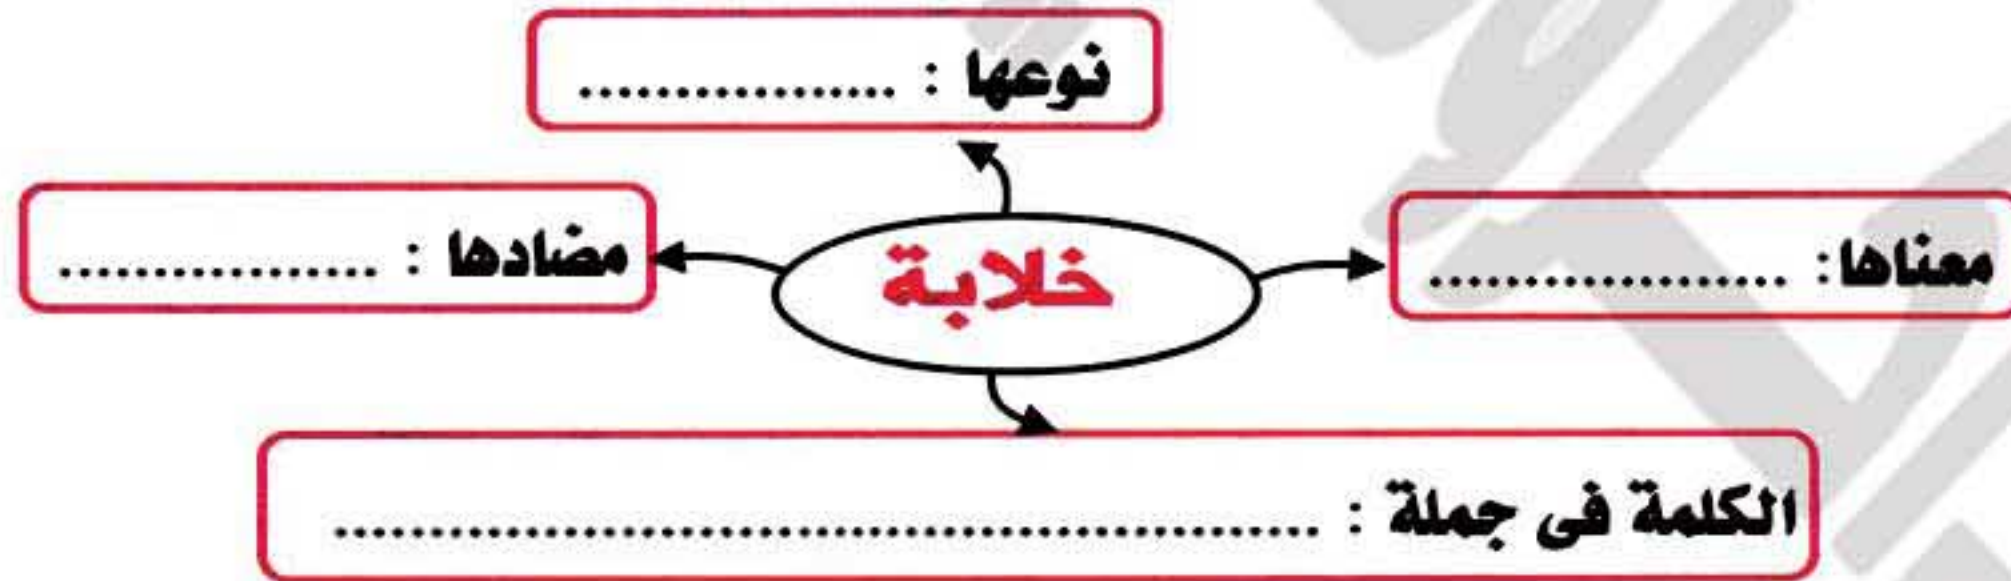 نوعها : ..................
معناها: ...................
خلابة
مضادها : .................
الكلمة فى جملة : ...................................................